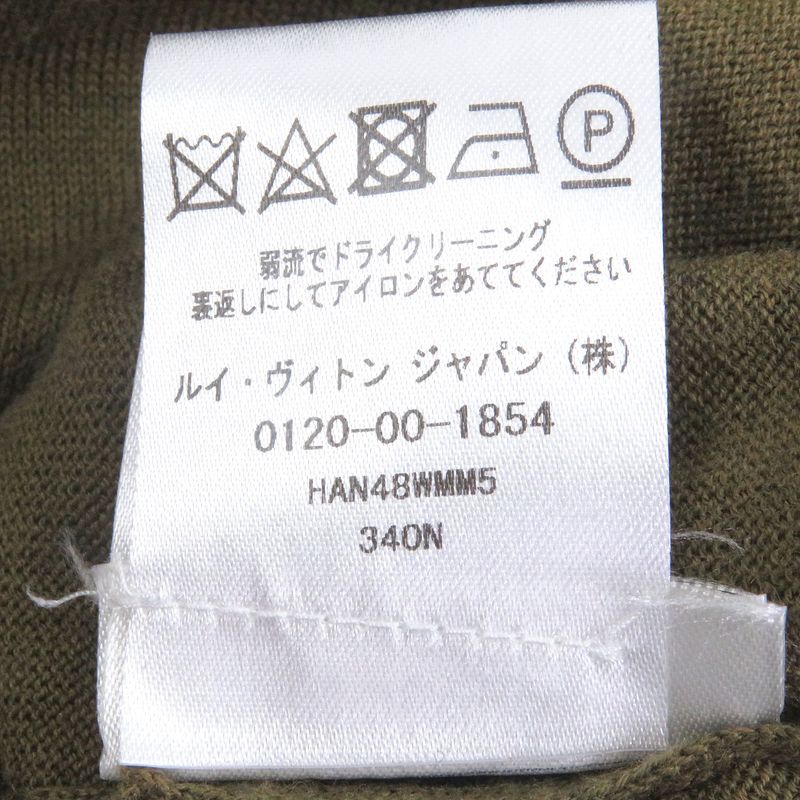 P
弱流でドライクリーニング
裏返しにしてアイロンをあててください
ルイ・ヴィトン ジャパン（株）
0120-00-1854
HAN48WMM5
340N